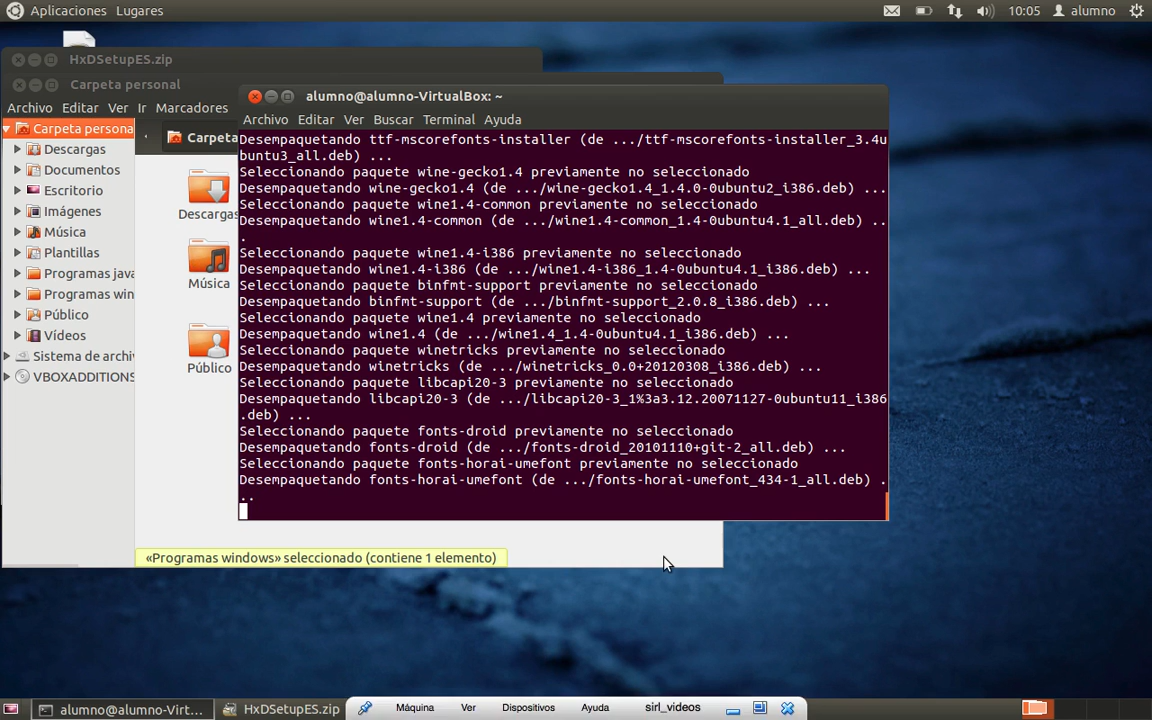 Aplicaciones Lugares
10:05 alumno
HxDSetupES.zip
Carpeta personal
Archivo Editar Ver Ir Marcadores
Carpeta persona
Descargas
Documentos
Escritorio
Imágenes
Música
Plantillas
Programas java
Programas win
Público
Vídeos
Sistema de archi
VBOXADDITIONS
Carpeta
Descargas
Música
Público
«Programas windows» seleccionado (contiene 1 elemento)
alumno@alumno-VirtualBox: ~
Archivo Editar Ver Buscar Terminal Ayuda
Desempaquetando ttf-mscorefonts-installer (de .../ttf-mscorefonts-installer_3.4u
buntu3_all.deb) ...
Seleccionando paquete wine-gecko1.4 previamente no seleccionado
Desempaquetando wine-gecko1.4 (de .../wine-gecko1.4_1.4.0-0ubuntu2_i386.deb) ...
Seleccionando paquete wine1.4-common previamente no seleccionado
Desempaquetando wine1.4-common (de .../wine1.4-common_1.4-0ubuntu4.1_all.deb) ..
.
Seleccionando paquete wine1.4-i386 previamente no seleccionado
Desempaquetando wine1.4-i386 (de .../wine1.4-i386_1.4-0ubuntu4.1_i386.deb) ...
Seleccionando paquete binfmt-support previamente no seleccionado
Desempaquetando binfmt-support (de .../binfmt-support_2.0.8_i386.deb) ...
Seleccionando paquete wine1.4 previamente no seleccionado
Desempaquetando wine1.4 (de .../wine1.4_1.4-0ubuntu4.1_i386.deb) ...
Seleccionando paquete winetricks previamente no seleccionado
Desempaquetando winetricks (de .../winetricks_0.0+20120308_i386.deb) ...
Seleccionando paquete libcapi20-3 previamente no seleccionado
Desempaquetando libcapi20-3 (de .../libcapi20-3_1%3a3.12.20071127-0ubuntu11_i386
.deb) ...
Seleccionando paquete fonts-droid previamente no seleccionado
Desempaquetando fonts-droid (de .../fonts-droid_20101110+git-2_all.deb) ...
Seleccionando paquete fonts-horai-umefont previamente no seleccionado
Desempaquetando fonts-horai-umefont (de .../fonts-horai-umefont_434-1_all.deb) .
..
alumno@alumno-Virt... HxDSetupES.zip Máquina Ver Dispositivos Ayuda sirl_videos